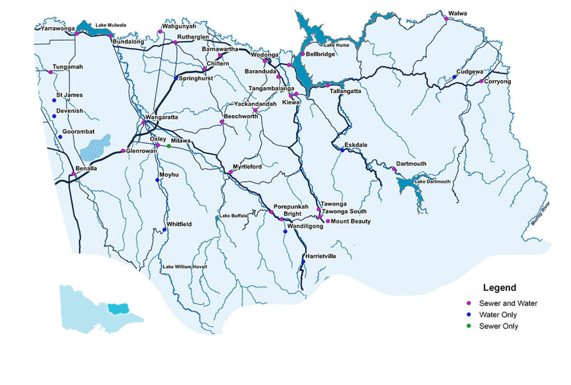 Walwa
Yarrawonga
Lake Mulwala
Wahgunyah
Rutherglen
Bundalong
Lake Hume
Barnawartha
Wodonga
Bellbridge
Chiltern
Tungamah
Baranduda
Springhurst
Cudgewa
Corryong
Tangambalanga
Tallangatta
St James
Kiewa
Yackandandah
Devenish
Wangaratta
Beechworth
Goorambat
Oxley
Milawa
Glenrowan
Eskdale
Benalla
Myrtleford
Dartmouth
Moyhu
Lake Dartmouth
Tawonga
Porepunkah
Tawonga South
Bright
Lake Buffalo
Mount Beauty
Whitfield
Wandiligong
Murray River
Harrietville
Lake William Hovell
Legend
Sewer and Water
Water Only
Sewer Only